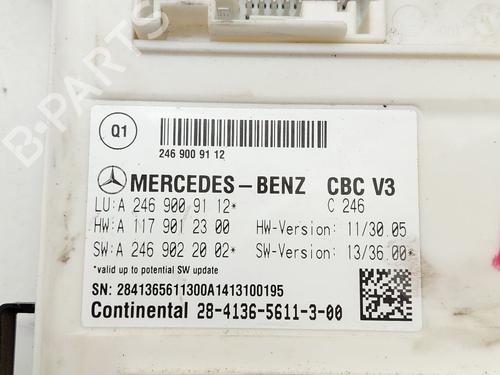 B-PARTS
Q1
246 900 91 12
MERCEDES-BENZ CBC V3
LU: A 246 900 91 12* C 246
HW: A 117 901 23 00 HW-Version: 11/30.05
SW: A 246 902 20 02* SW-Version: 13/36.00*
*valid up to potential SW update
SN: 2841365611300A1413100195
Continental 28-4136-5611-3-00